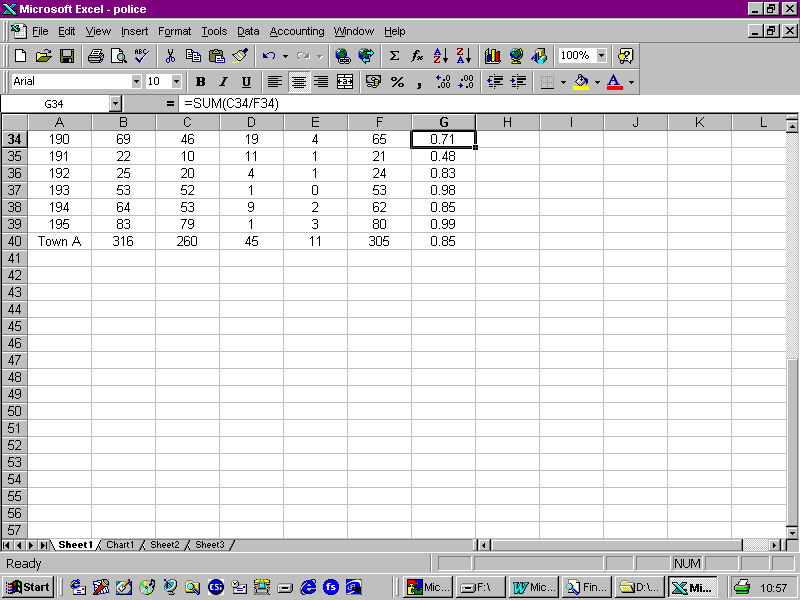 Microsoft Excel - police
File Edit View Insert Format Tools Data Accounting Window Help
100%
Arial 10 B I U
G34 = =SUM(C34/F34)
A B C D E F G H I J K L
34 190 69 46 19 4 65 0.71
35 191 22 10 11 1 21 0.48
36 192 25 20 4 1 24 0.83
37 193 53 52 1 0 53 0.98
38 194 64 53 9 2 62 0.85
39 195 83 79 1 3 80 0.99
40 Town A 316 260 45 11 305 0.85
41
42
43
44
45
46
47
48
49
50
51
52
53
54
55
56
57
Sheet1 Chart1 Sheet2 Sheet3
Ready NUM
Start Mic... F:\ Mic... Fin... D:\... Mi... 10:57